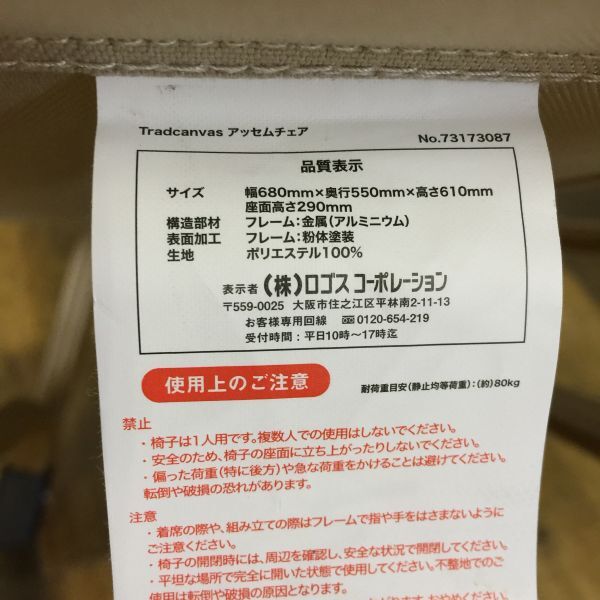 Tradcanvas アッセムチェア
No.73173087
品質表示
サイズ 幅680mm×奥行550mm×高さ610mm
座面高さ290mm
構造部材 フレーム:金属(アルミニウム)
表面加工 フレーム:粉体塗装
生地 ポリエステル100%
表示者 (株)ロゴス コーポレーション
〒559-0025 大阪市住之江区平林南2-11-13
お客様専用回線 0120-654-219
受付時間:平日10時〜17時迄
使用上のご注意
耐荷重目安(静止均等荷重):(約)80kg
禁止
・椅子は1人用です。複数人での使用はしないでください。
・安全のため、椅子の座面に立ち上がったりしないでください。
・偏った荷重(特に後方)や急な荷重をかけることは避けてください。
転倒や破損の恐れがあります。
注意
・着席の際や、組み立ての際はフレームで指や手をはさまないように
ご注意ください。
・椅子の開閉時には、周辺を確認し、安全な状況で開閉してください。
・平坦な場所で完全に開いた状態で使用してください。不整地でのご
使用は転倒や破損の原因となります。